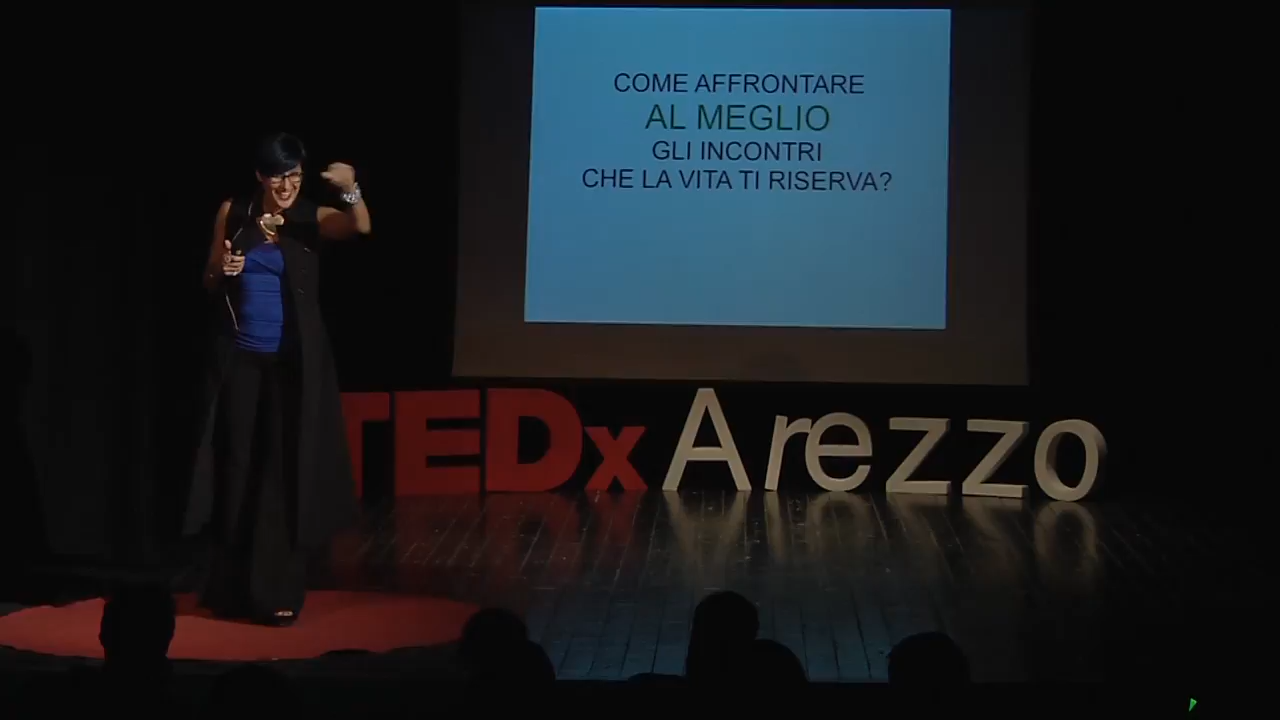 COME AFFRONTARE
AL MEGLIO
GLI INCONTRI
CHE LA VITA TI RISERVA?
TEDxArezzo